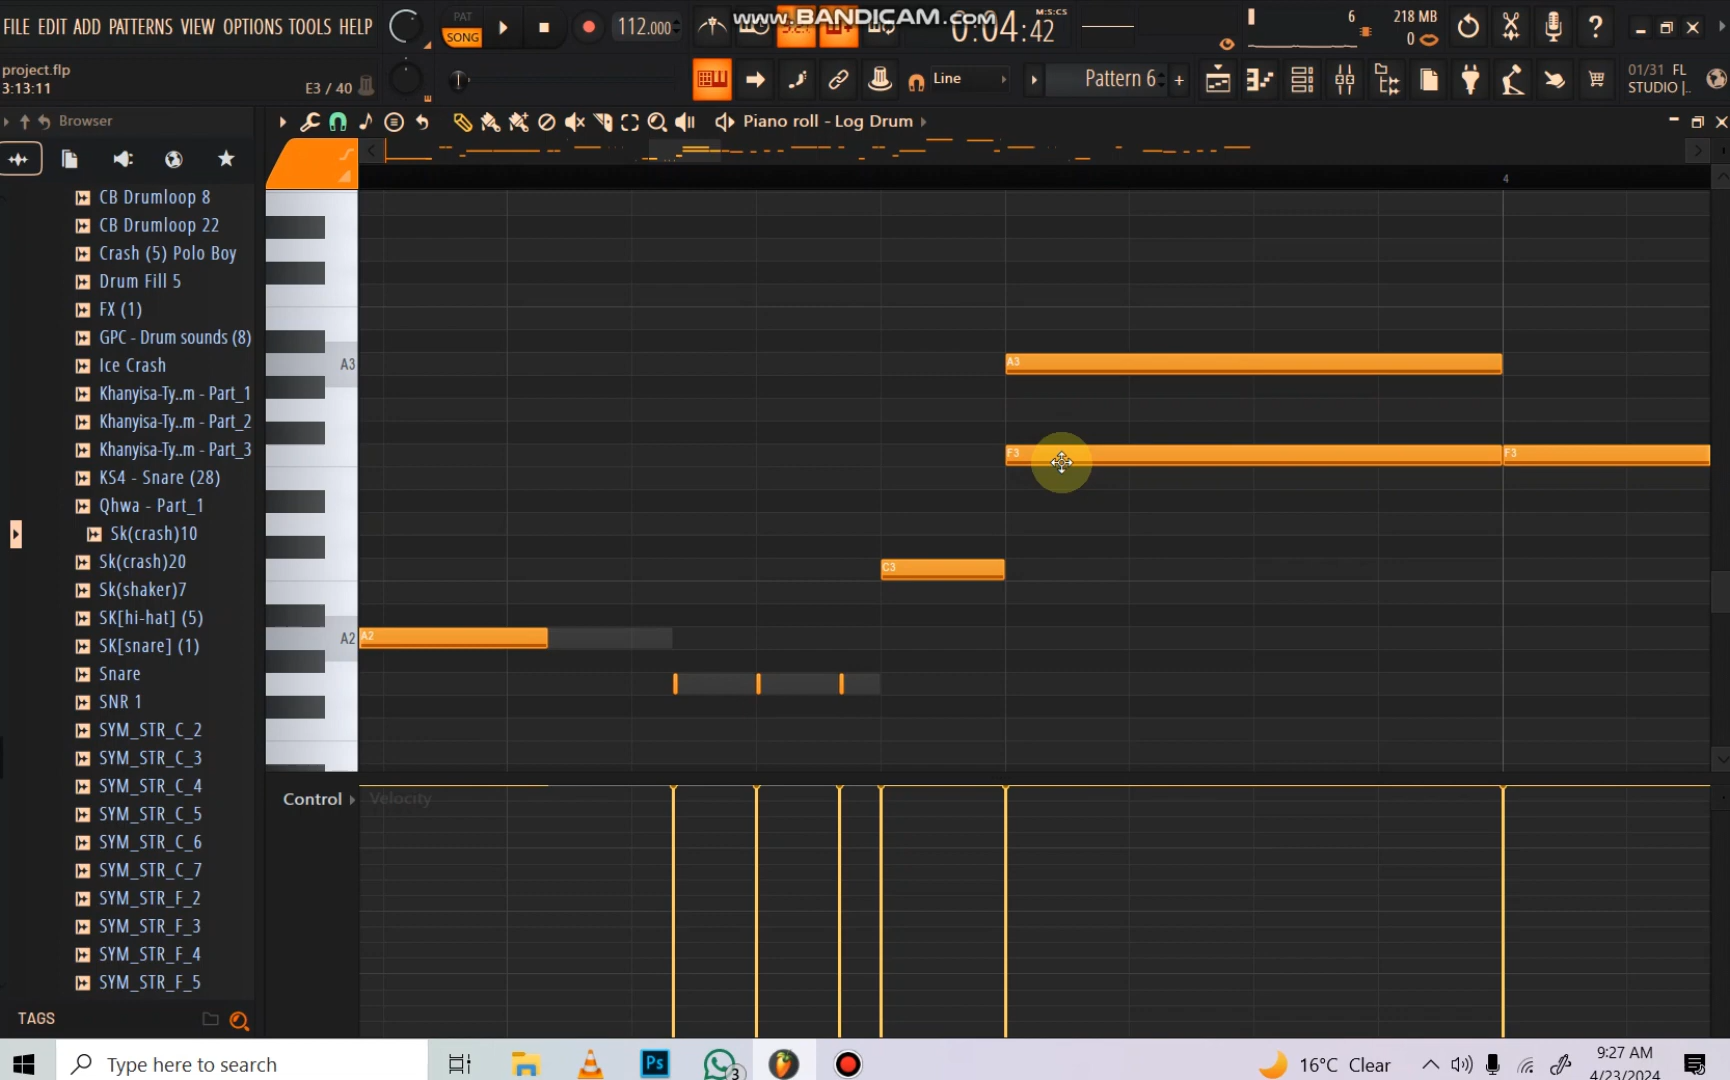 FILE EDIT ADD PATTERNS VIEW OPTIONS TOOLS HELP
PAT
SONG
112.000
www.BANDICAM.com
0:04:42
M:S:CS
6
218 MB
0
project.flp
3:13:11
E3 / 40
Line
Pattern 6
01/31 FL
STUDIO |..
Browser
Piano roll - Log Drum
4
CB Drumloop 8
CB Drumloop 22
Crash (5) Polo Boy
Drum Fill 5
FX (1)
GPC - Drum sounds (8)
Ice Crash
Khanyisa-Ty..m - Part_1
Khanyisa-Ty..m - Part_2
Khanyisa-Ty..m - Part_3
KS4 - Snare (28)
Qhwa - Part_1
Sk(crash)10
Sk(crash)20
Sk(shaker)7
SK[hi-hat] (5)
SK[snare] (1)
Snare
SNR 1
SYM_STR_C_2
SYM_STR_C_3
SYM_STR_C_4
SYM_STR_C_5
SYM_STR_C_6
SYM_STR_C_7
SYM_STR_F_2
SYM_STR_F_3
SYM_STR_F_4
SYM_STR_F_5
TAGS
A3
A3
F3
F3
C3
A2
A2
Control
Velocity
Type here to search
Ps
3
16°C Clear
9:27 AM
4/23/2024